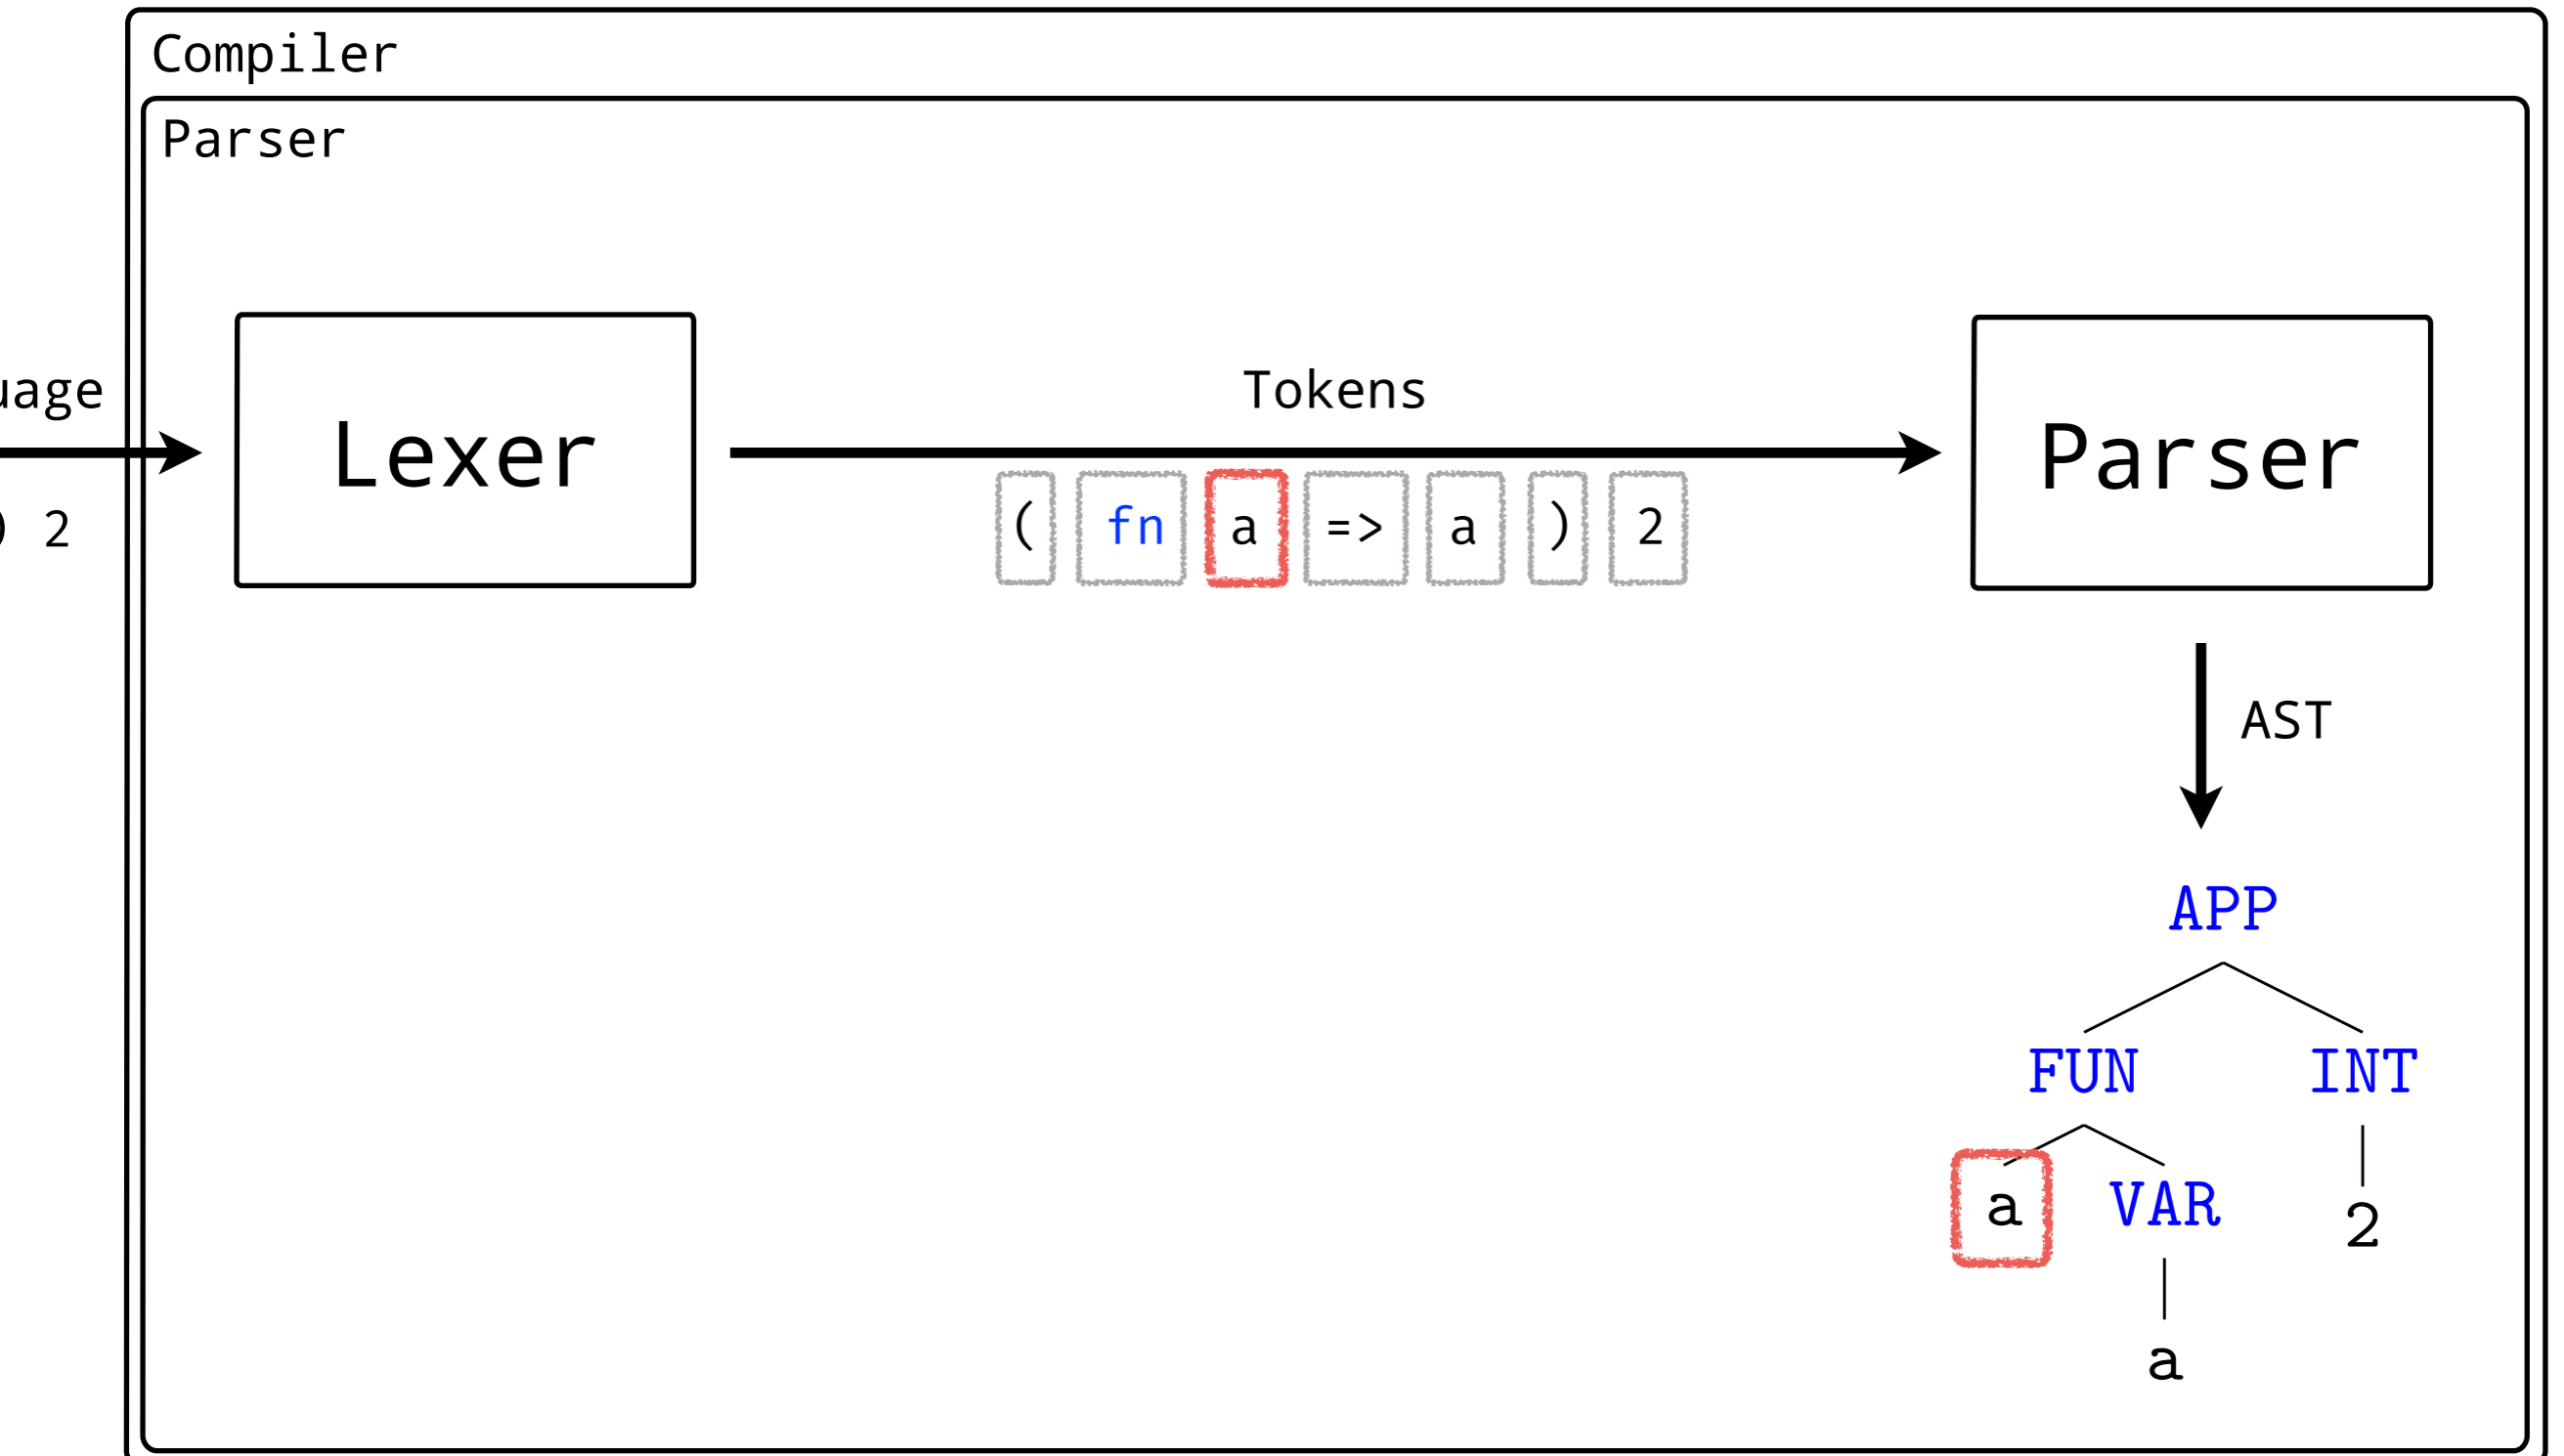 Compiler
Parser
uage
) 2
Lexer
Tokens
( fn a => a ) 2
Parser
AST
APP
FUN INT
a VAR 2
a